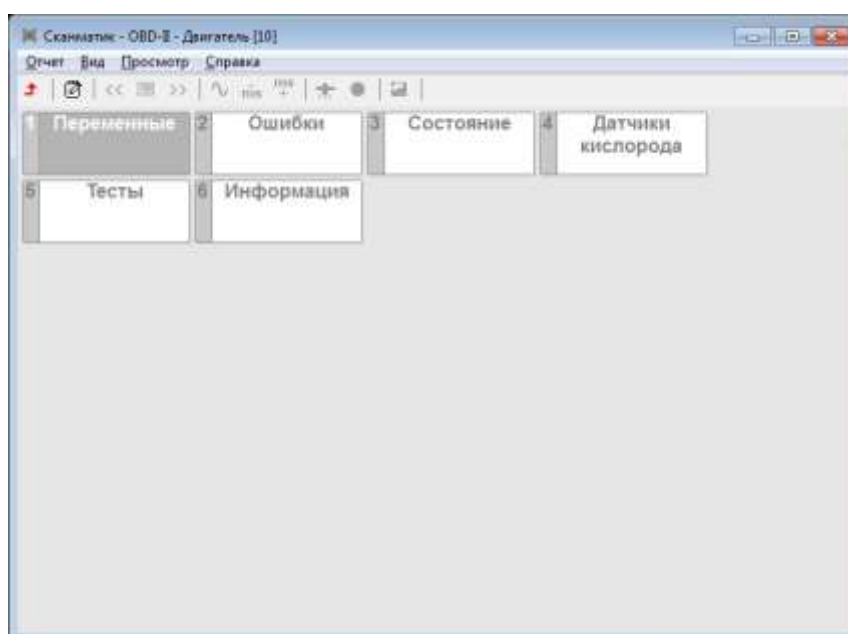 Сканматик - OBD-II - Двигатель [10]
Отчет Вид Просмотр Справка
1 Переменные 2 Ошибки 3 Состояние 4 Датчики
кислорода
5 Тесты 6 Информация